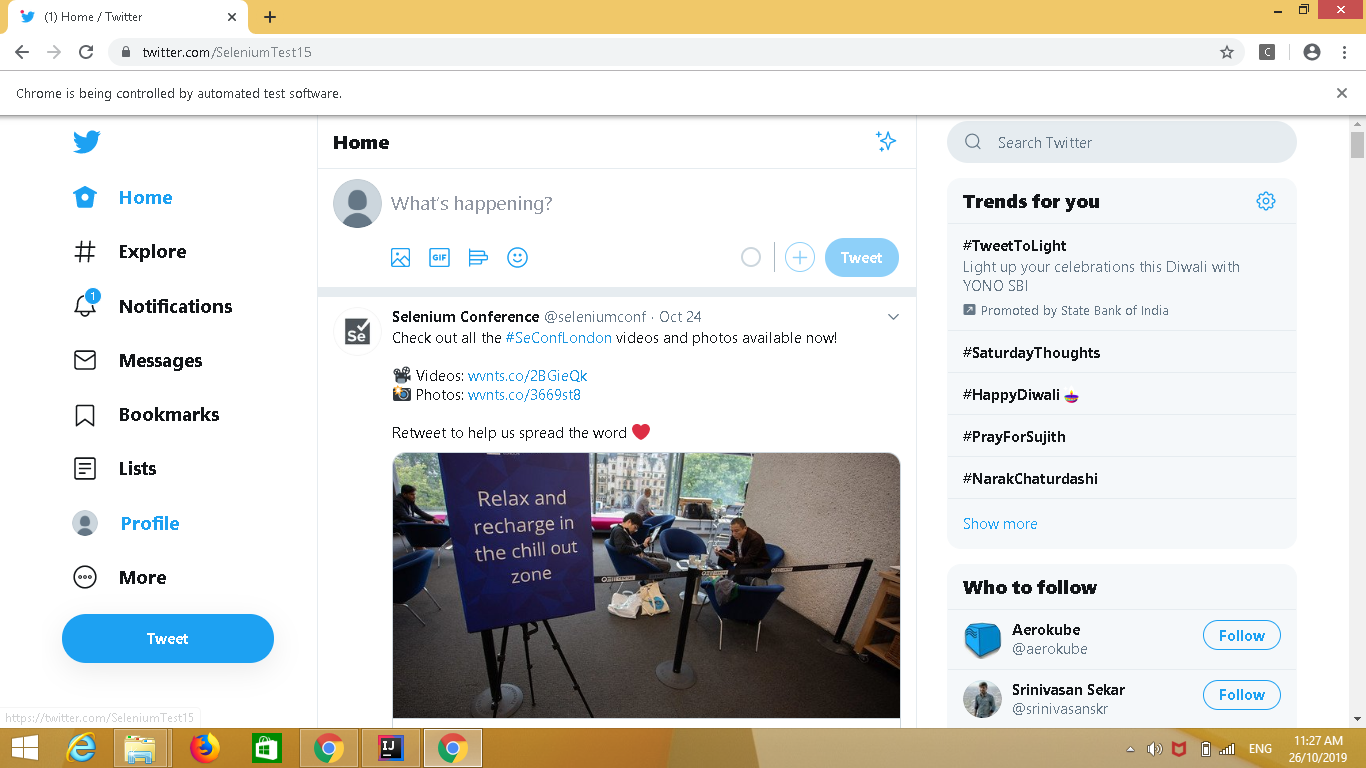 (1) Home / Twitter
twitter.com/SeleniumTest15
C
Chrome is being controlled by automated test software.
Home
Explore
1
Notifications
Messages
Bookmarks
Lists
Profile
More
Tweet
https://twitter.com/SeleniumTest15
Home
What's happening?
GIF
Tweet
Selenium Conference @seleniumconf · Oct 24
Se
Check out all the #SeConfLondon videos and photos available now!
Videos: wvnts.co/2BGieQk
Photos: wvnts.co/3669st8
Retweet to help us spread the word
Relax and
recharge in
the chill out
zone
Search Twitter
Trends for you
#TweetToLight
Light up your celebrations this Diwali with
YONO SBI
Promoted by State Bank of India
#SaturdayThoughts
#HappyDiwali
#PrayForSujith
#NarakChaturdashi
Show more
Who to follow
Aerokube
@aerokube
Follow
Srinivasan Sekar
@srinivasanskr
Follow
IJ
ENG
11:27 AM
26/10/2019